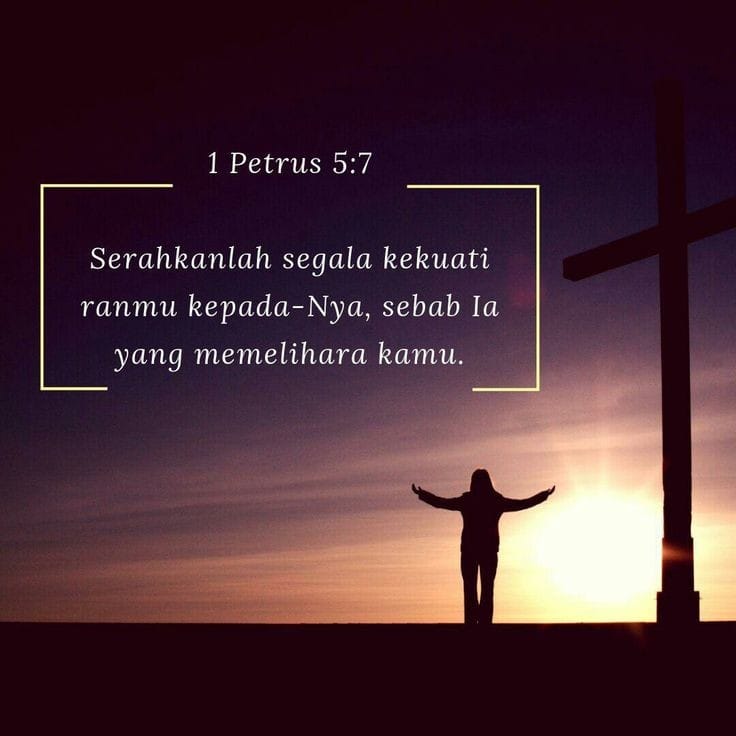 1 Petrus 5:7
Serahkanlah segala kekuati
ranmu kepada-Nya, sebab Ia
yang memelihara kamu.